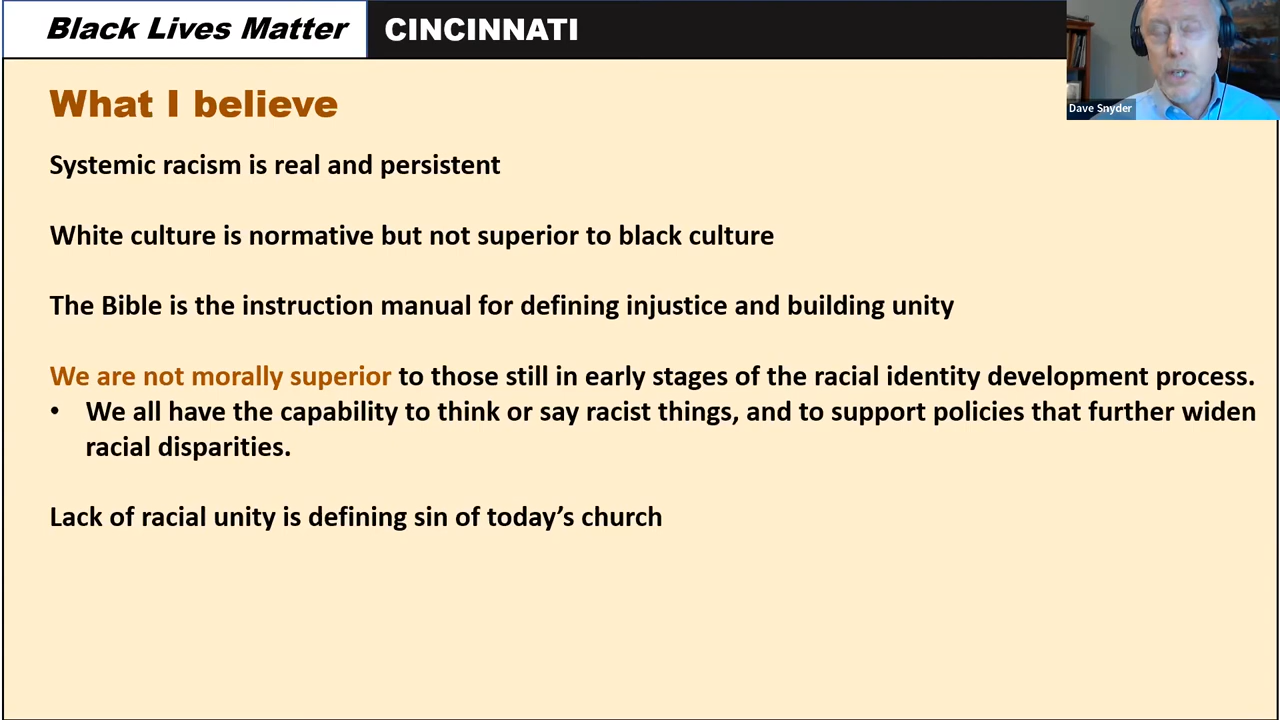 Black Lives Matter CINCINNATI
Dave Snyder
What I believe
Systemic racism is real and persistent
White culture is normative but not superior to black culture
The Bible is the instruction manual for defining injustice and building unity
We are not morally superior to those still in early stages of the racial identity development process.
• We all have the capability to think or say racist things, and to support policies that further widen
racial disparities.
Lack of racial unity is defining sin of today’s church